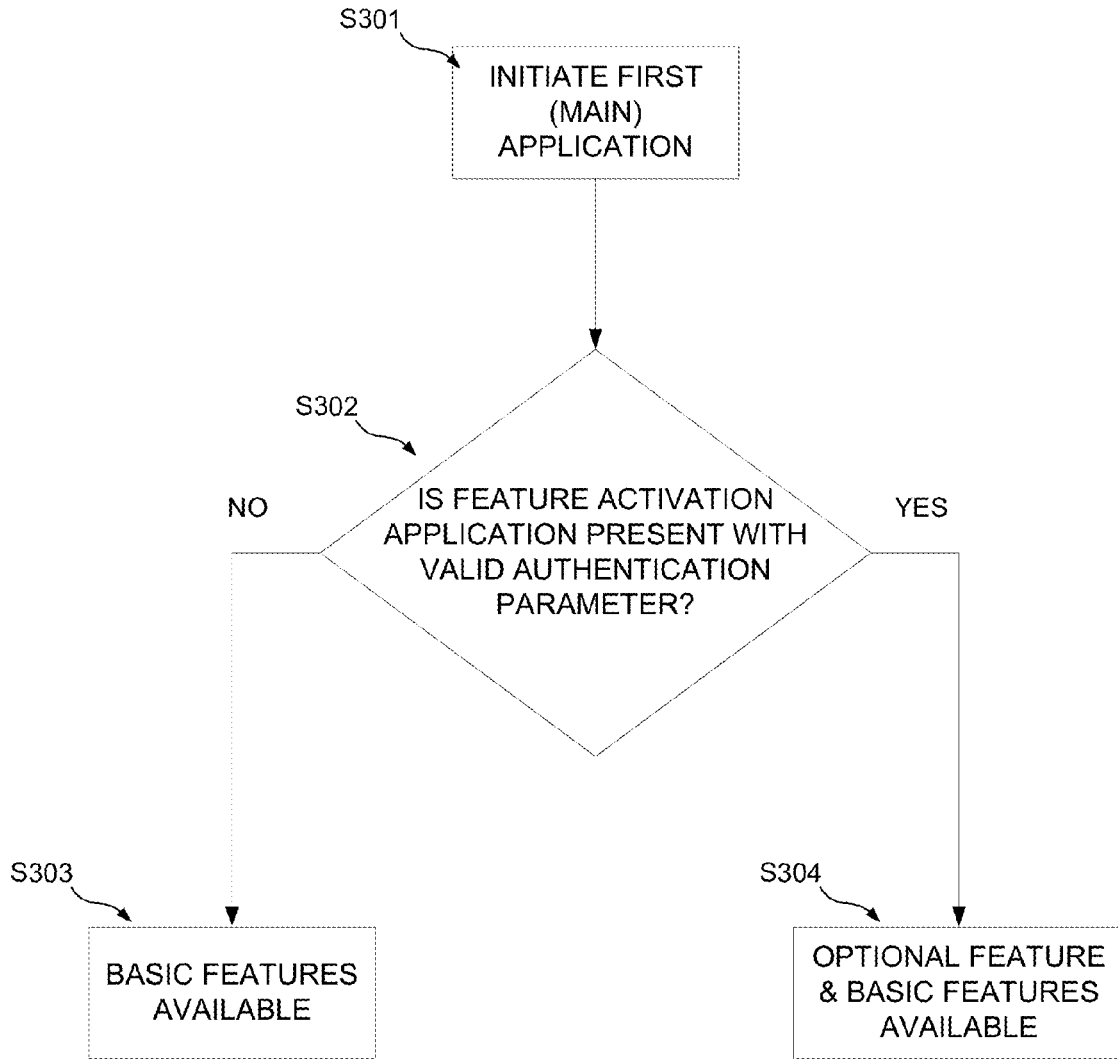 S301
INITIATE FIRST
(MAIN)
APPLICATION
S302
NO
IS FEATURE ACTIVATION
APPLICATION PRESENT WITH
VALID AUTHENTICATION
PARAMETER?
YES
S303
BASIC FEATURES
AVAILABLE
S304
OPTIONAL FEATURE
& BASIC FEATURES
AVAILABLE